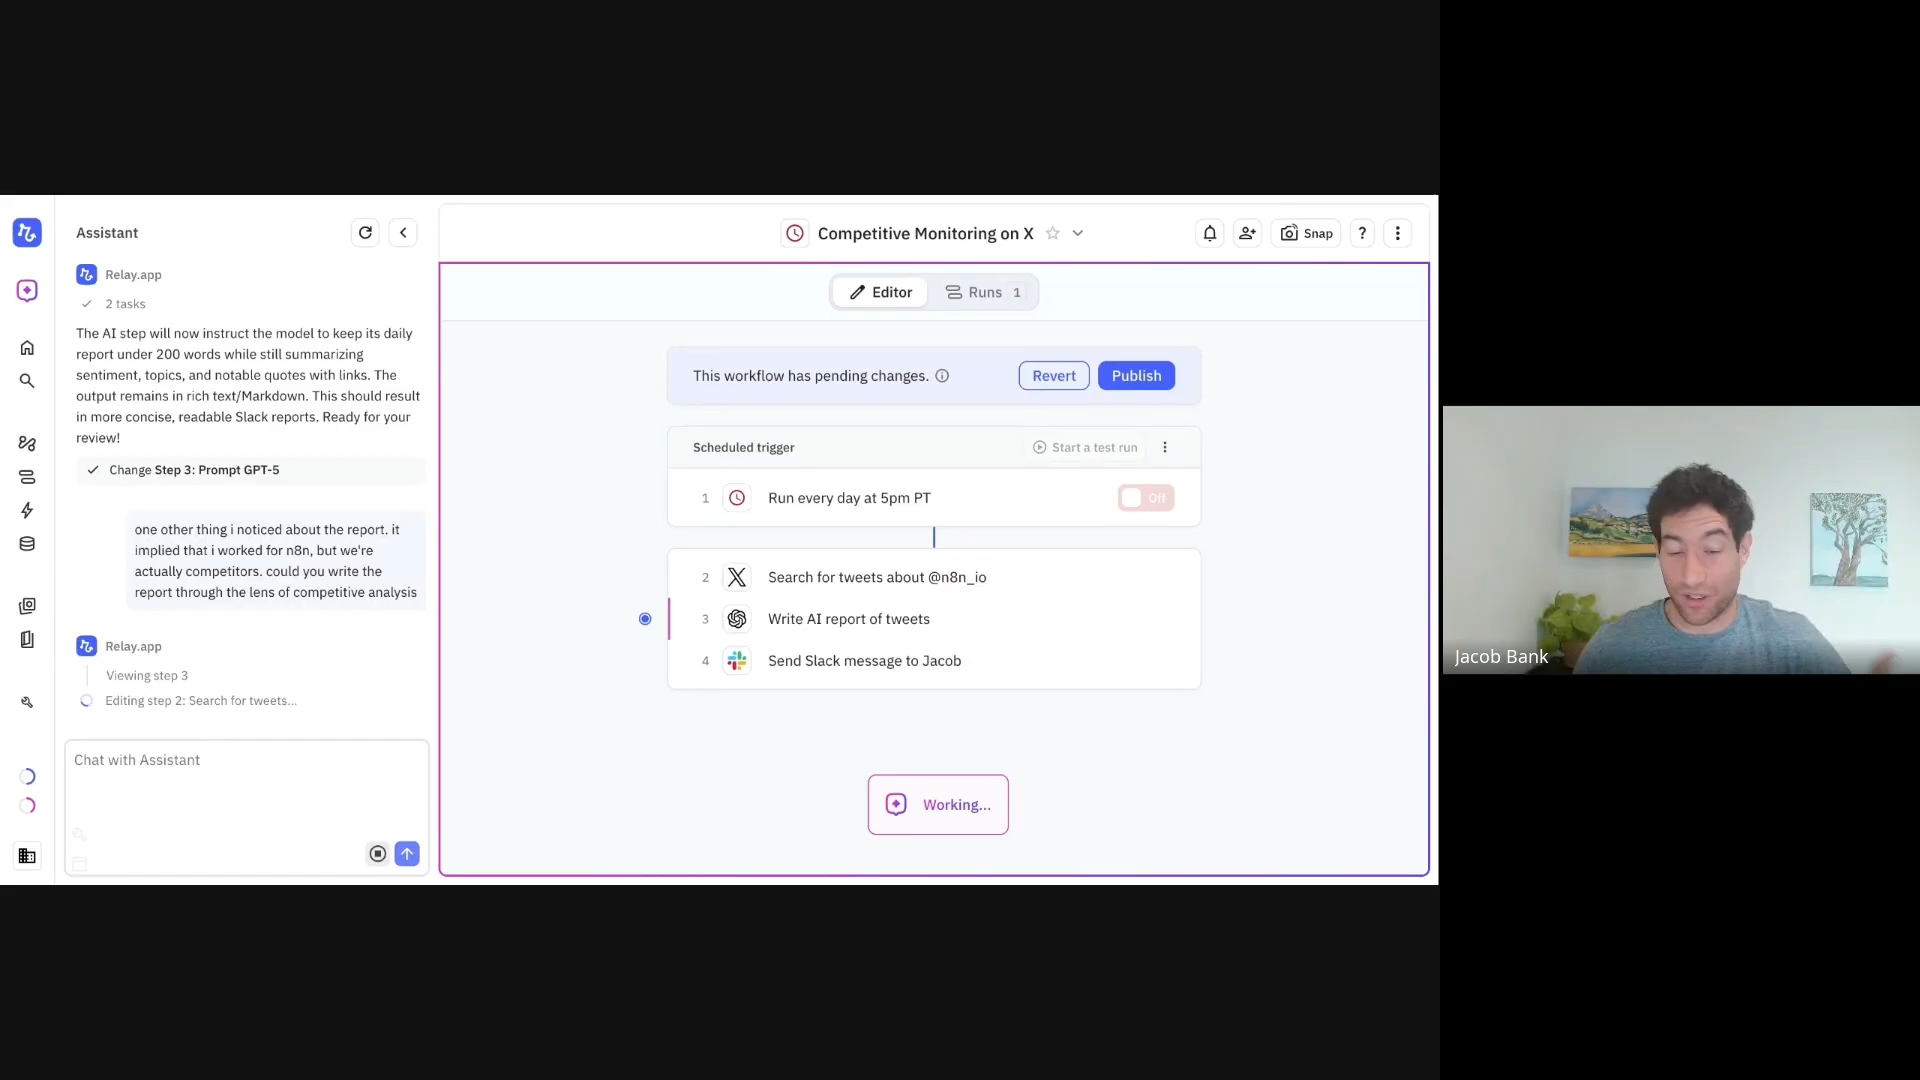 Assistant
Relay.app
2 tasks
The AI step will now instruct the model to keep its daily
report under 200 words while still summarizing
sentiment, topics, and notable quotes with links. The
output remains in rich text/Markdown. This should result
in more concise, readable Slack reports. Ready for your
review!
Change Step 3: Prompt GPT-5
one other thing i noticed about the report. it
implied that i worked for n8n, but we're
actually competitors. could you write the
report through the lens of competitive analysis
Relay.app
Viewing step 3
Editing step 2: Search for tweets...
Chat with Assistant
Competitive Monitoring on X
Snap
?
Editor
Runs 1
This workflow has pending changes.
Revert
Publish
Scheduled trigger
Start a test run
1 Run every day at 5pm PT
Off
2 Search for tweets about @n8n_io
3 Write AI report of tweets
4 Send Slack message to Jacob
Working...
Jacob Bank